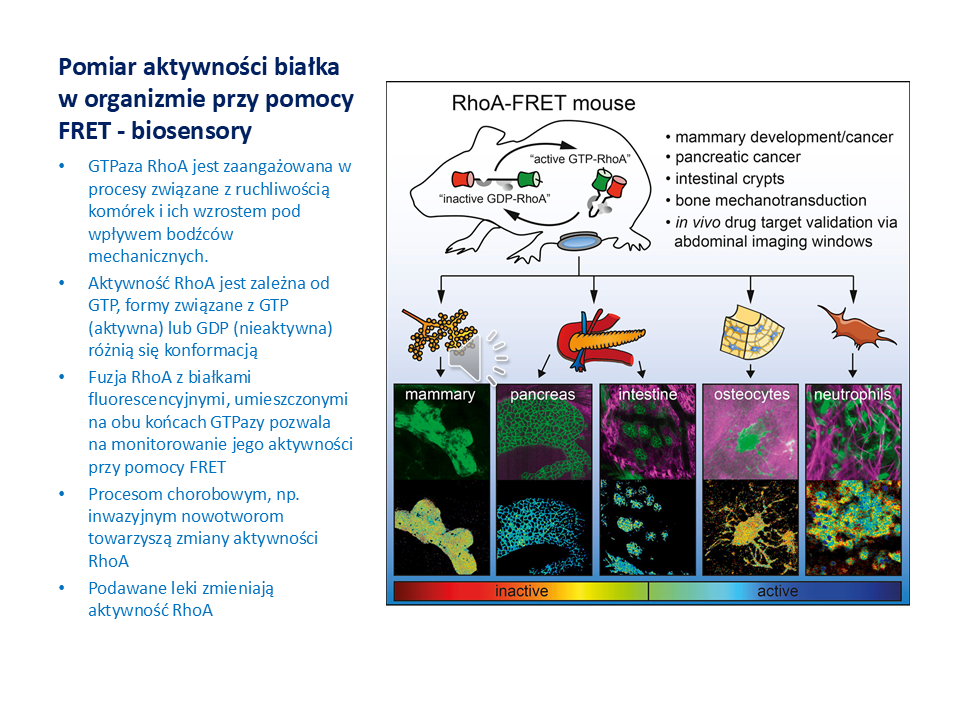 Pomiar aktywności białka
w organizmie przy pomocy
FRET - biosensory
• GTPaza RhoA jest zaangażowana w
procesy związane z ruchliwością
komórek i ich wzrostem pod
wpływem bodźców
mechanicznych.
• Aktywność RhoA jest zależna od
GTP, formy związane z GTP
(aktywna) lub GDP (nieaktywna)
różnią się konformacją
• Fuzja RhoA z białkami
fluorescencyjnymi, umieszczonymi
na obu końcach GTPazy pozwala
na monitorowanie jego aktywności
przy pomocy FRET
• Procesom chorobowym, np.
inwazyjnym nowotworom
towarzyszą zmiany aktywności
RhoA
• Podawane leki zmieniają
aktywność RhoA
RhoA-FRET mouse
"active GTP-RhoA"
"inactive GDP-RhoA"
• mammary development/cancer
• pancreatic cancer
• intestinal crypts
• bone mechanotransduction
• in vivo drug target validation via
abdominal imaging windows
mammary pancreas intestine osteocytes neutrophils
inactive active